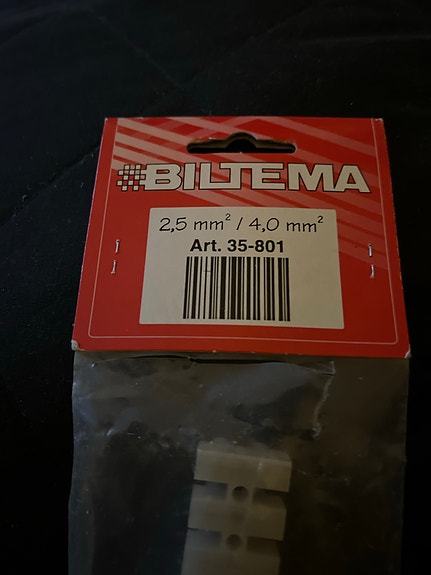 BILTEMA
2,5 mm² / 4,0 mm²
Art. 35-801